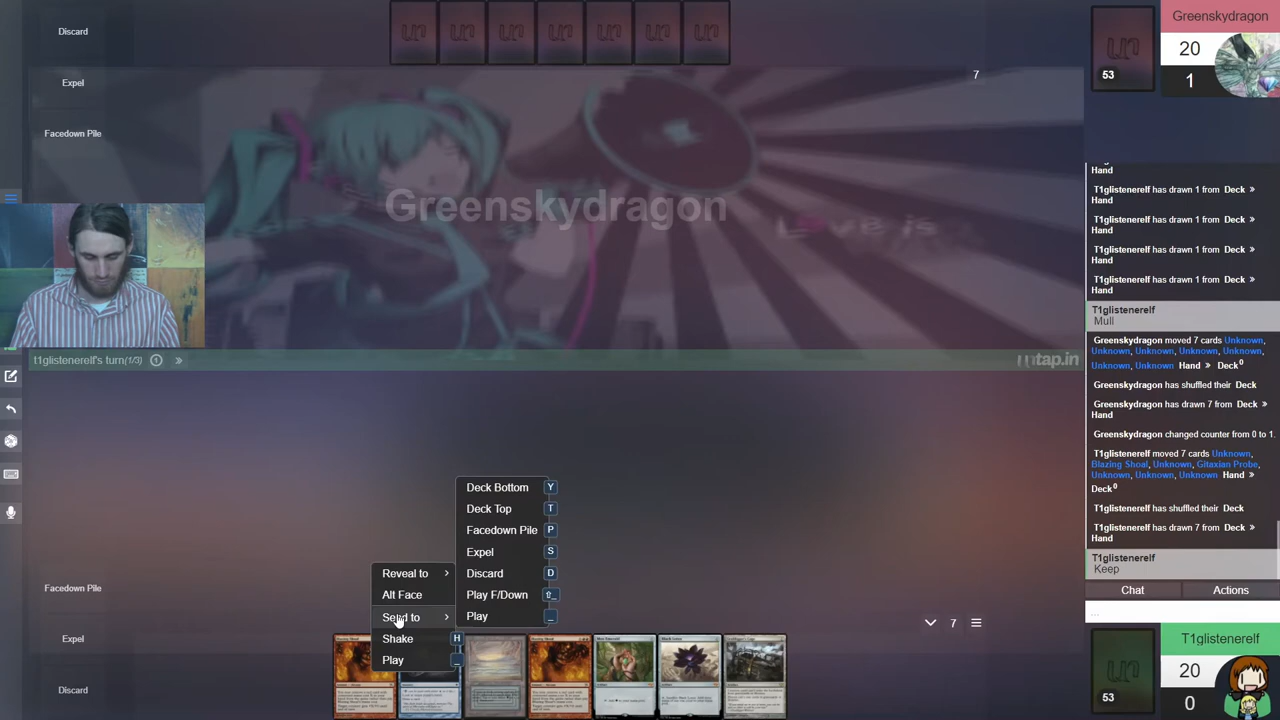 Discard
Expel
Facedown Pile
7
53
Greenskydragon
20
1
Greenskydragon
Hand
T1glistenerelf has drawn 1 from Deck »
Hand
T1glistenerelf has drawn 1 from Deck »
Hand
T1glistenerelf has drawn 1 from Deck »
Hand
T1glistenerelf has drawn 1 from Deck »
Hand
T1glistenerelf
Mull
Greenskydragon moved 7 cards Unknown,
Unknown, Unknown, Unknown, Unknown,
Unknown, Unknown Hand » Deck0
Greenskydragon has shuffled their Deck
Greenskydragon has drawn 7 from Deck »
Hand
Greenskydragon changed counter from 0 to 1.
T1glistenerelf moved 7 cards Unknown,
Blazing Shoal, Unknown, Gitaxian Probe,
Unknown, Unknown, Unknown Hand »
Deck0
T1glistenerelf has shuffled their Deck
T1glistenerelf has drawn 7 from Deck »
Hand
T1glistenerelf
Keep
Chat
Actions
...
t1glistenerelf's turn(1/3) 1 »
untap.in
Deck Bottom Y
Deck Top T
Facedown Pile P
Expel S
Discard D
Play F/Down ⇧_
Play _
Reveal to >
Alt Face
Send to >
Shake H
Play _
Facedown Pile
Expel
Discard
7
53
T1glistenerelf
20
0